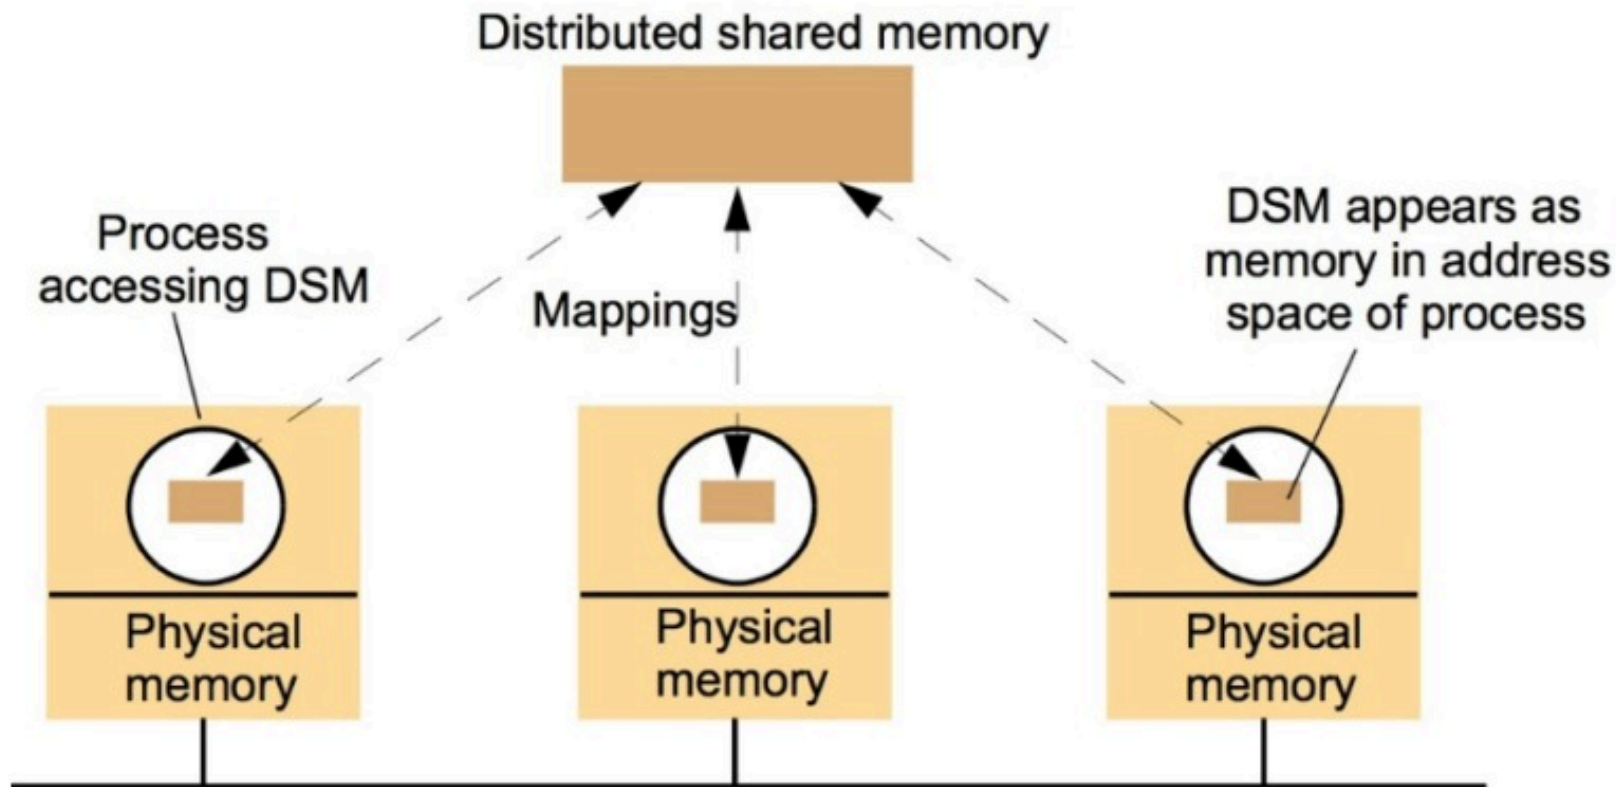 Distributed shared memory
Process
accessing DSM
Mappings
DSM appears as
memory in address
space of process
Physical
memory
Physical
memory
Physical
memory